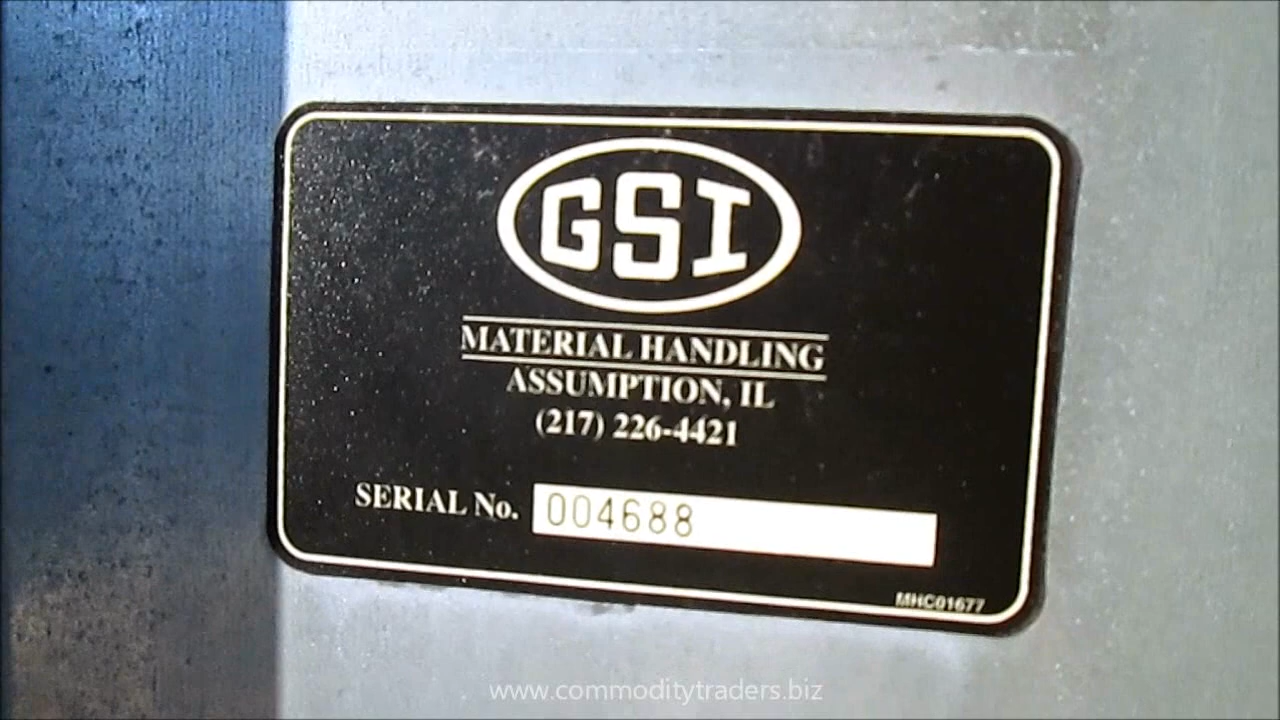 GSI
MATERIAL HANDLING
ASSUMPTION, IL
(217) 226-4421
SERIAL No. 004688
MHC01677
www.commoditytraders.biz